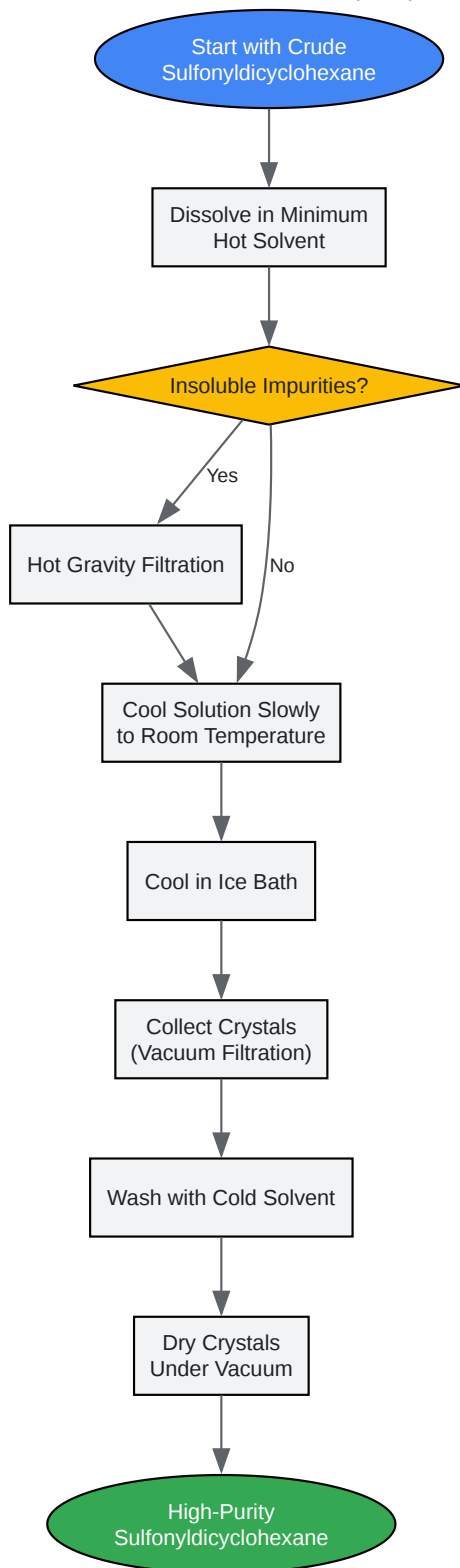 Start with Crude
Sulfonyldicyclohexane
Dissolve in Minimum
Hot Solvent
Insoluble Impurities?
Yes
Hot Gravity Filtration
No
Cool Solution Slowly
to Room Temperature
Cool in Ice Bath
Collect Crystals
(Vacuum Filtration)
Wash with Cold Solvent
Dry Crystals
Under Vacuum
High-Purity
Sulfonyldicyclohexane